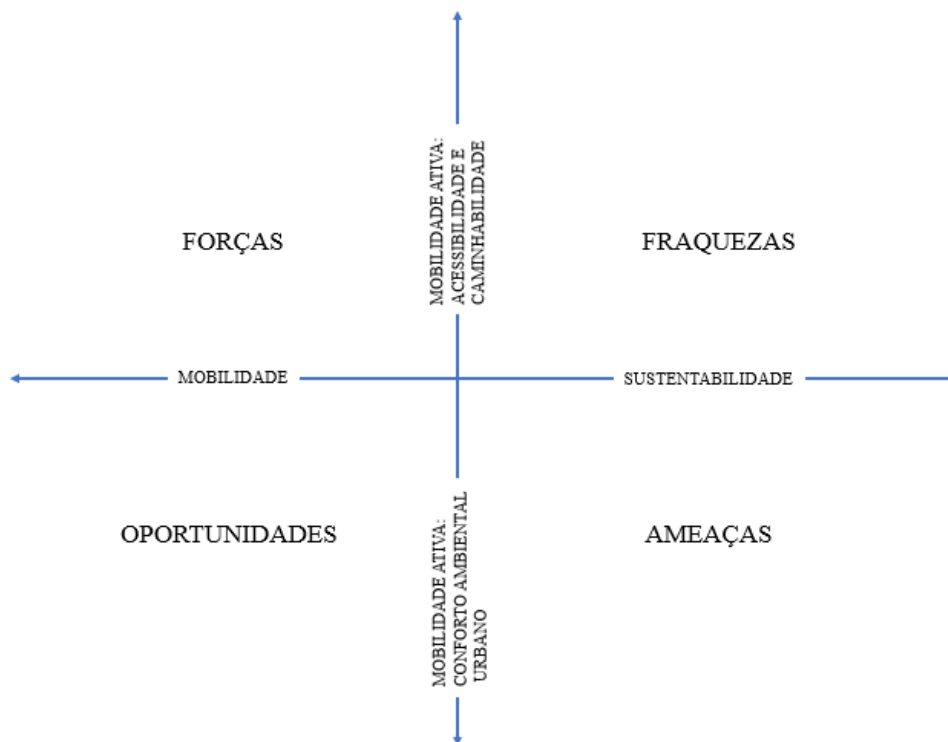 MOBILIDADE ATIVA:
ACESSIBILIDADE E
CAMINHABILIDADE
FORÇAS
FRAQUEZAS
MOBILIDADE
SUSTENTABILIDADE
OPORTUNIDADES
AMEAÇAS
MOBILIDADE ATIVA:
CONFORTO AMBIENTAL
URBANO